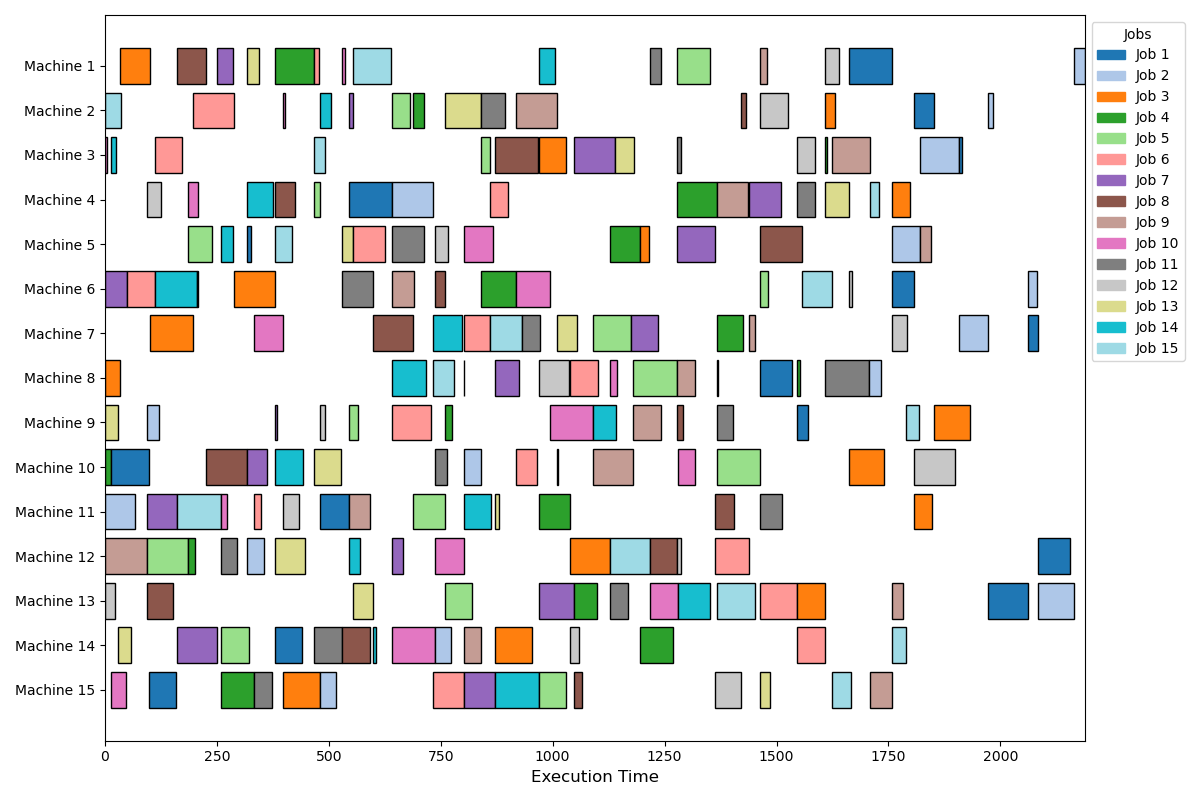 Machine 1
Machine 2
Machine 3
Machine 4
Machine 5
Machine 6
Machine 7
Machine 8
Machine 9
Machine 10
Machine 11
Machine 12
Machine 13
Machine 14
Machine 15
0 250 500 750 1000 1250 1500 1750 2000
Execution Time
Jobs
Job 1
Job 2
Job 3
Job 4
Job 5
Job 6
Job 7
Job 8
Job 9
Job 10
Job 11
Job 12
Job 13
Job 14
Job 15